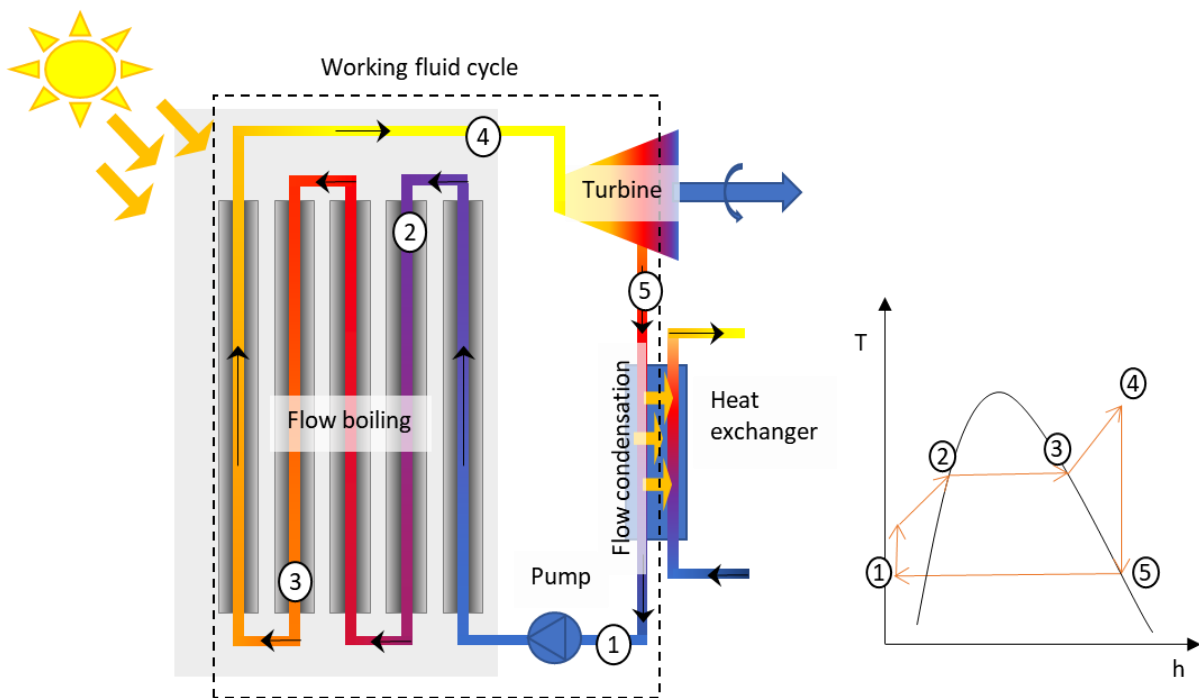 Working fluid cycle
4
Turbine
2
5
T
4
Flow condensation
Heat
exchanger
Flow boiling
2
3
3
Pump
1
1
5
h